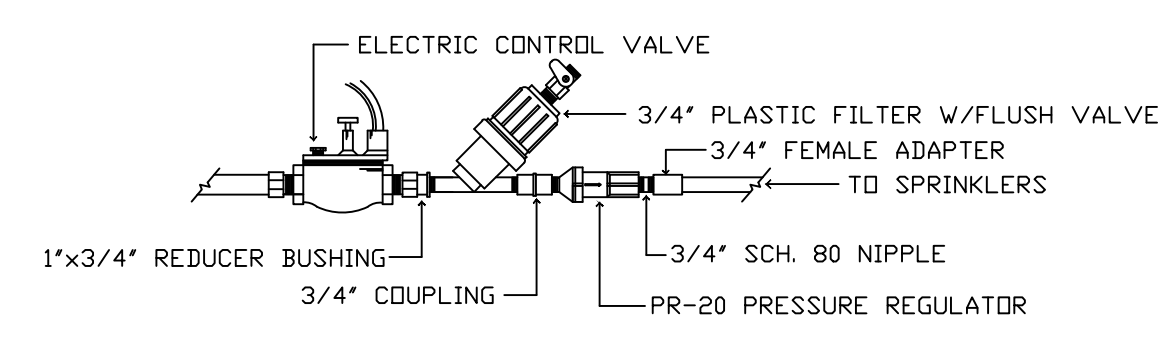 ELECTRIC CONTROL VALVE
3/4" PLASTIC FILTER W/FLUSH VALVE
3/4" FEMALE ADAPTER
TO SPRINKLERS
1"x3/4" REDUCER BUSHING
3/4" SCH. 80 NIPPLE
3/4" COUPLING
PR-20 PRESSURE REGULATOR